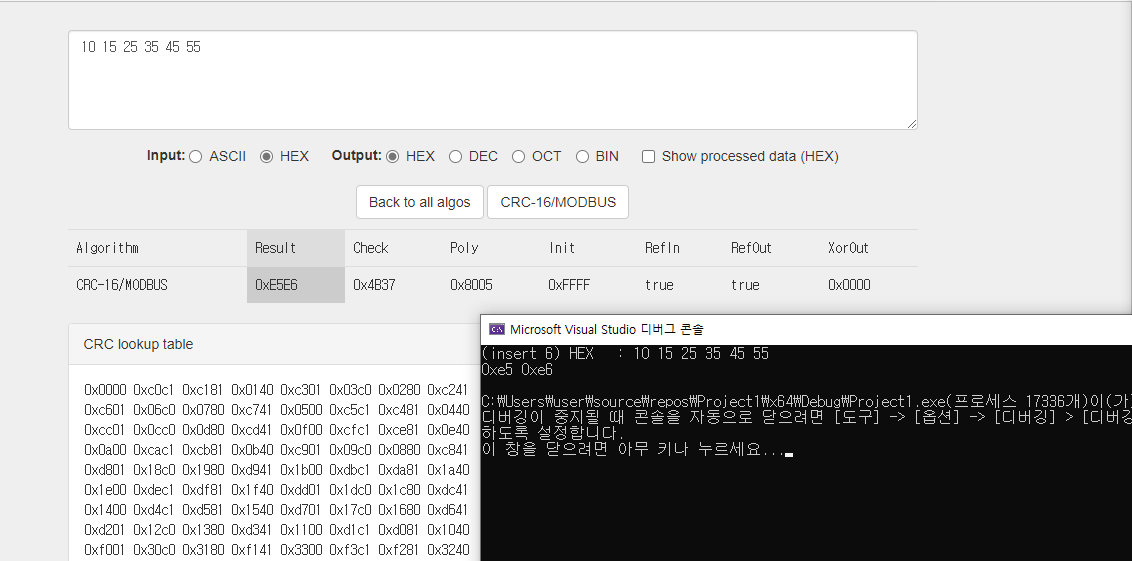 10 15 25 35 45 55
Input: ASCII HEX Output: HEX DEC OCT BIN Show processed data (HEX)
Back to all algos CRC-16/MODBUS
Algorithm Result Check Poly Init RefIn RefOut XorOut
CRC-16/MODBUS 0xE5E6 0x4B37 0x8005 0xFFFF true true 0x0000
CRC lookup table
0x0000 0xc0c1 0xc181 0x0140 0xc301 0x03c0 0x0280 0xc241
0xc601 0x06c0 0x0780 0xc741 0x0500 0xc5c1 0xc481 0x0440
0xcc01 0x0cc0 0x0d80 0xcd41 0x0f00 0xcfc1 0xce81 0x0e40
0x0a00 0xcac1 0xcb81 0x0b40 0xc901 0x09c0 0x0880 0xc841
0xd801 0x18c0 0x1980 0xd941 0x1b00 0xdbc1 0xda81 0x1a40
0x1e00 0xdec1 0xdf81 0x1f40 0xdd01 0x1dc0 0x1c80 0xdc41
0x1400 0xd4c1 0xd581 0x1540 0xd701 0x17c0 0x1680 0xd641
0xd201 0x12c0 0x1380 0xd341 0x1100 0xd1c1 0xd081 0x1040
0xf001 0x30c0 0x3180 0xf141 0x3300 0xf3c1 0xf281 0x3240
Microsoft Visual Studio 디버그 콘솔
(insert 6) HEX : 10 15 25 35 45 55
0xe5 0xe6
C:\Users\user\source\repos\Project1\x64\Debug\Project1.exe(프로세스 17336개)이(가)
디버깅이 중지될 때 콘솔을 자동으로 닫으려면 [도구] -> [옵션] -> [디버깅] > [디버깅
하도록 설정합니다.
이 창을 닫으려면 아무 키나 누르세요...